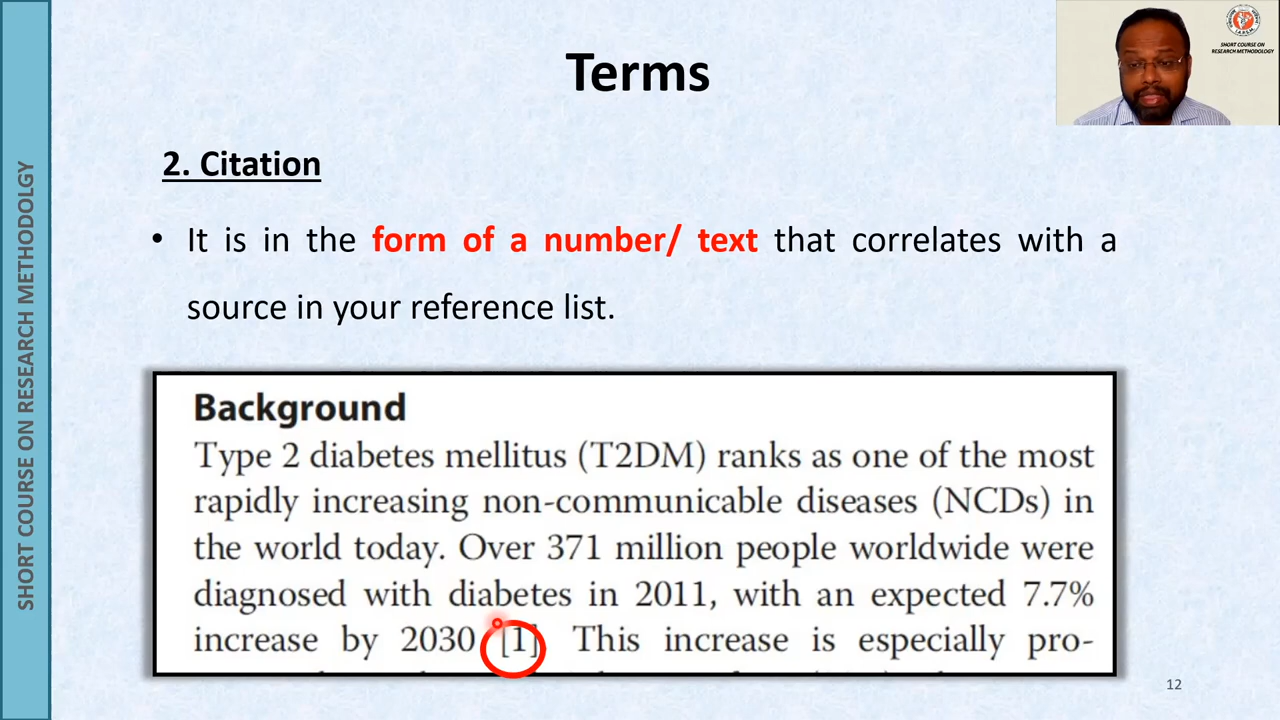 Terms
SHORT COURSE ON
RESEARCH METHODOLOGY
2. Citation
• It is in the form of a number/ text that correlates with a
source in your reference list.
Background
Type 2 diabetes mellitus (T2DM) ranks as one of the most
rapidly increasing non-communicable diseases (NCDs) in
the world today. Over 371 million people worldwide were
diagnosed with diabetes in 2011, with an expected 7.7%
increase by 2030 [1] This increase is especially pro-
12
SHORT COURSE ON RESEARCH METHODOLGY